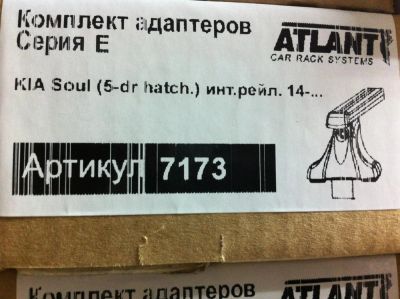 Комплект адаптеров
Серия Е
ATLANT
CAR RACK SYSTEMS
KIA Soul (5-dr hatch.) инт.рейл. 14-...
Артикул 7173
Комплект адаптеров
ATLANT